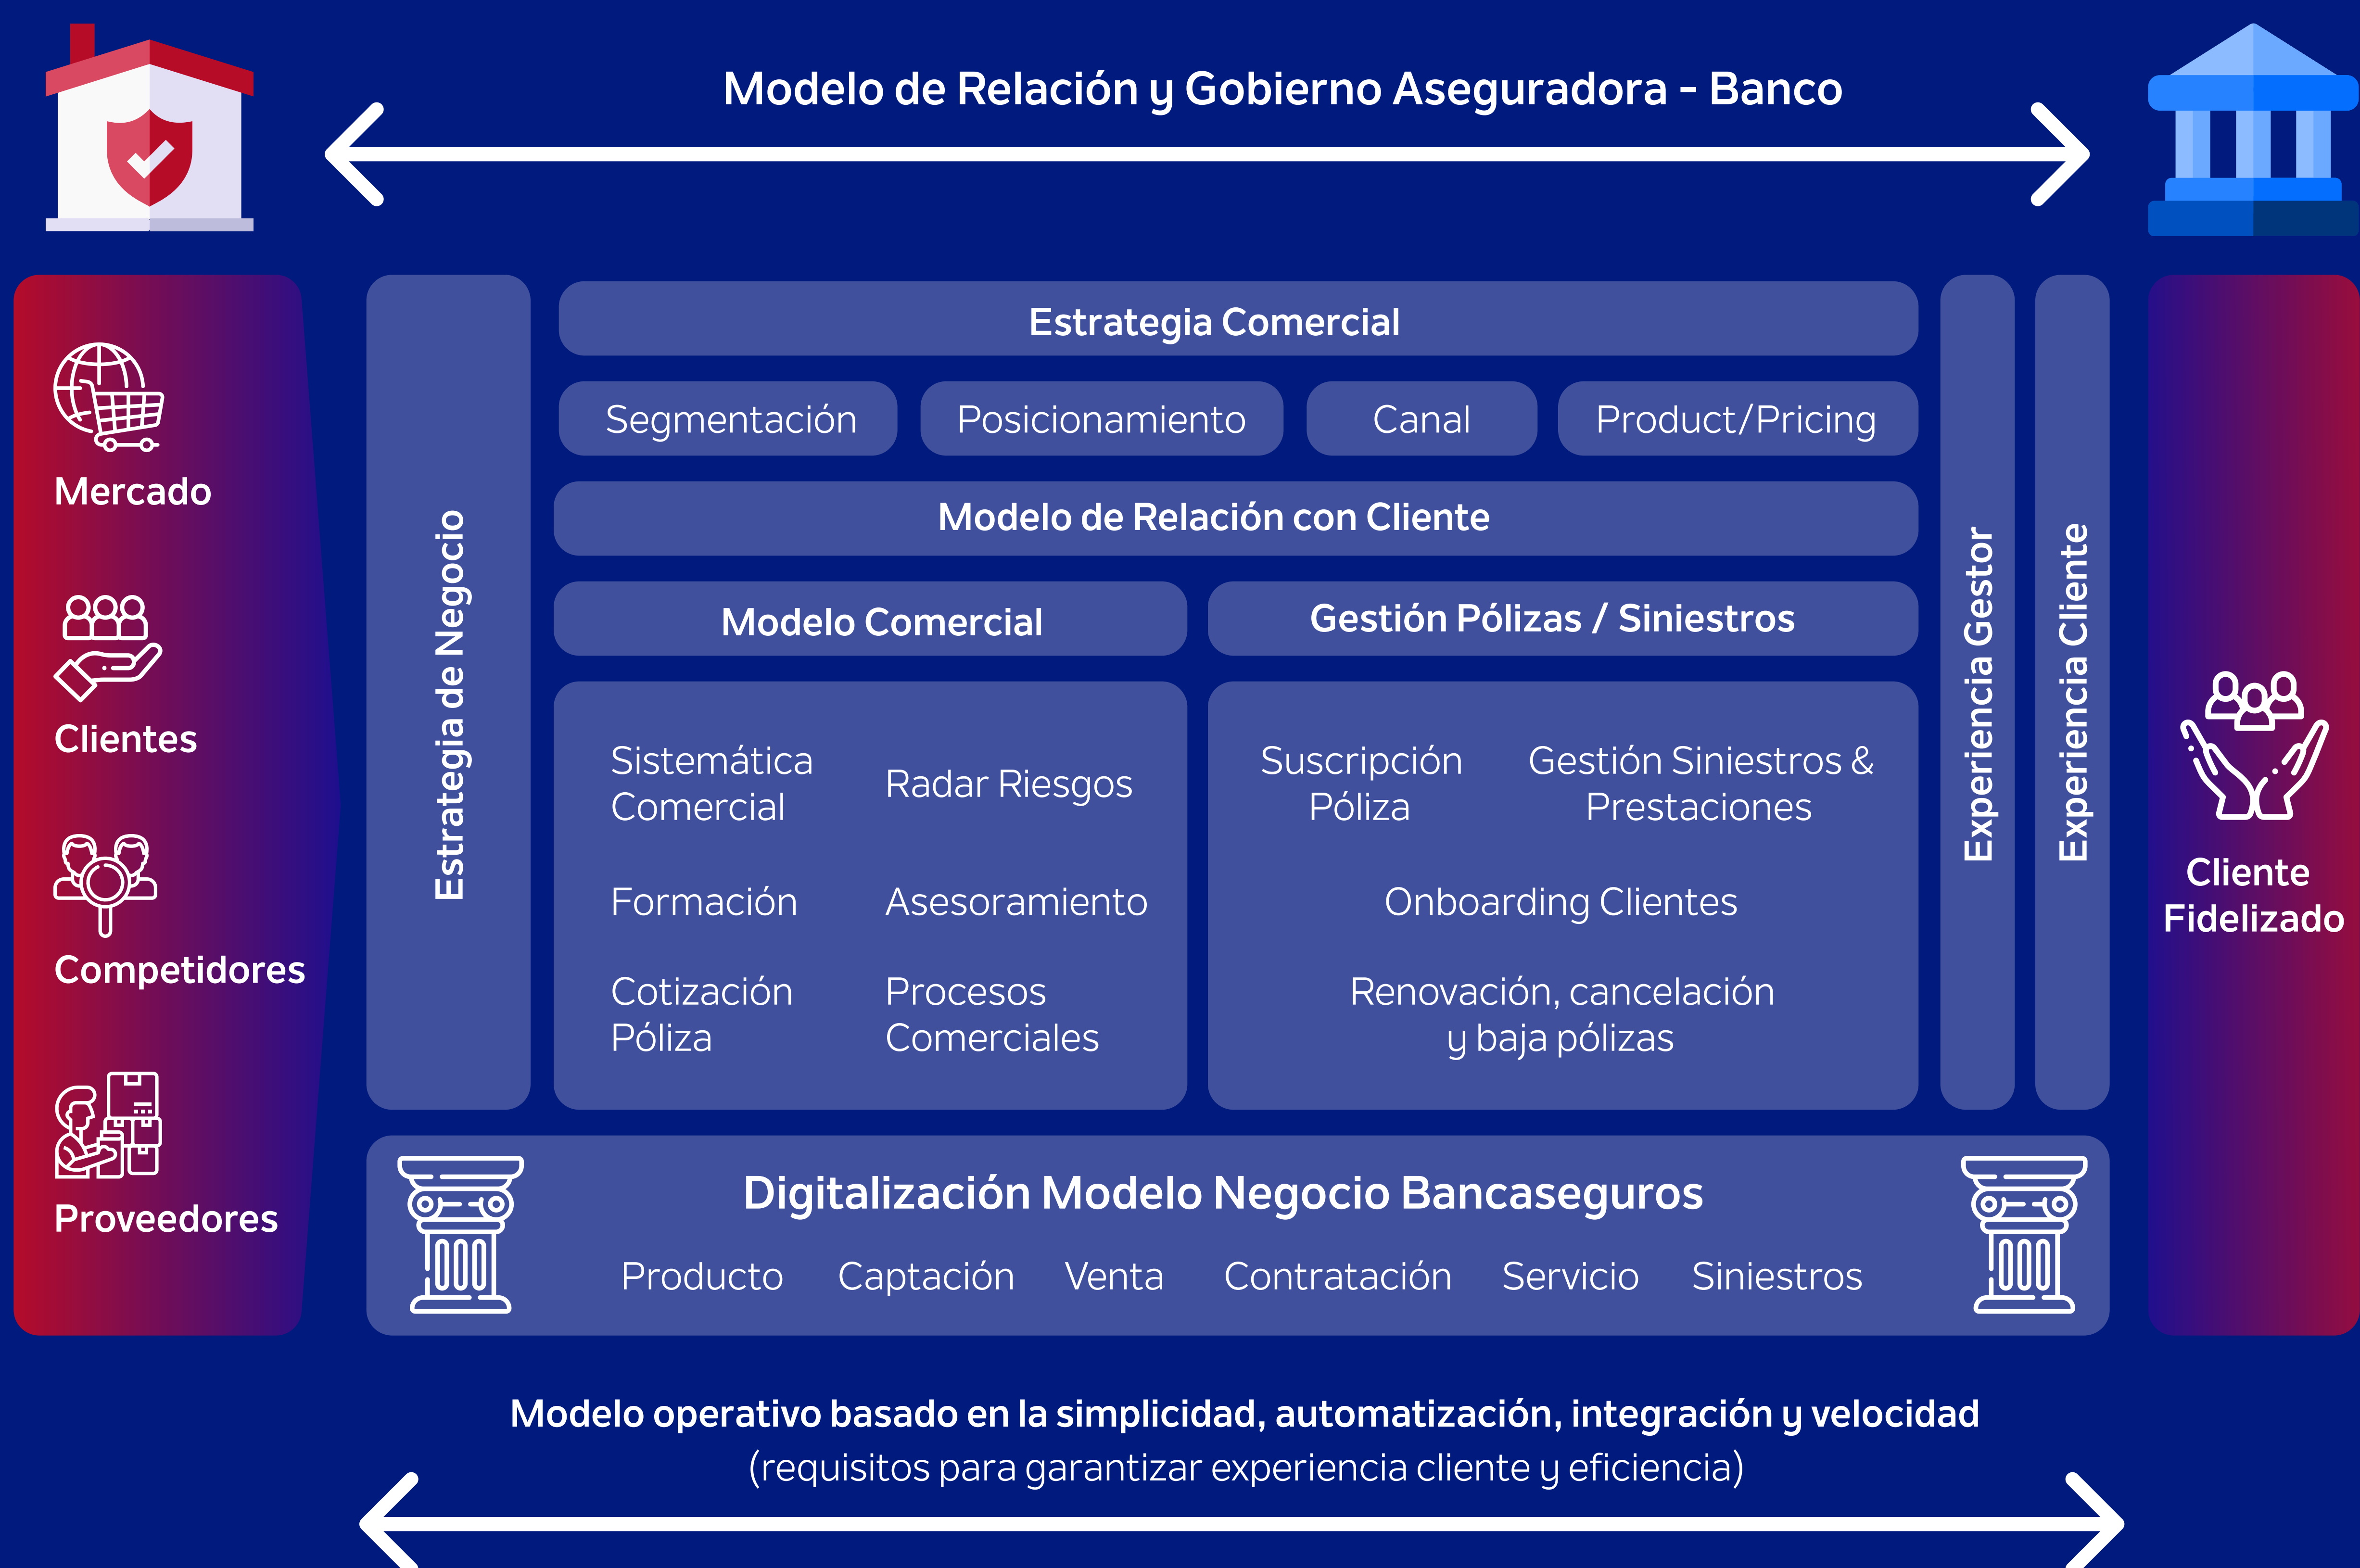 Modelo de Relación y Gobierno Aseguradora - Banco
Mercado
Clientes
Competidores
Proveedores
Estrategia de Negocio
Estrategia Comercial
Segmentación
Posicionamiento
Canal
Product/Pricing
Modelo de Relación con Cliente
Modelo Comercial
Sistemática
Comercial
Radar Riesgos
Formación
Asesoramiento
Cotización
Póliza
Procesos
Comerciales
Gestión Pólizas / Siniestros
Suscripción
Póliza
Gestión Siniestros &
Prestaciones
Onboarding Clientes
Renovación, cancelación
y baja pólizas
Experiencia Gestor
Experiencia Cliente
Cliente
Fidelizado
Digitalización Modelo Negocio Bancaseguros
Producto
Captación
Venta
Contratación
Servicio
Siniestros
Modelo operativo basado en la simplicidad, automatización, integración y velocidad
(requisitos para garantizar experiencia cliente y eficiencia)